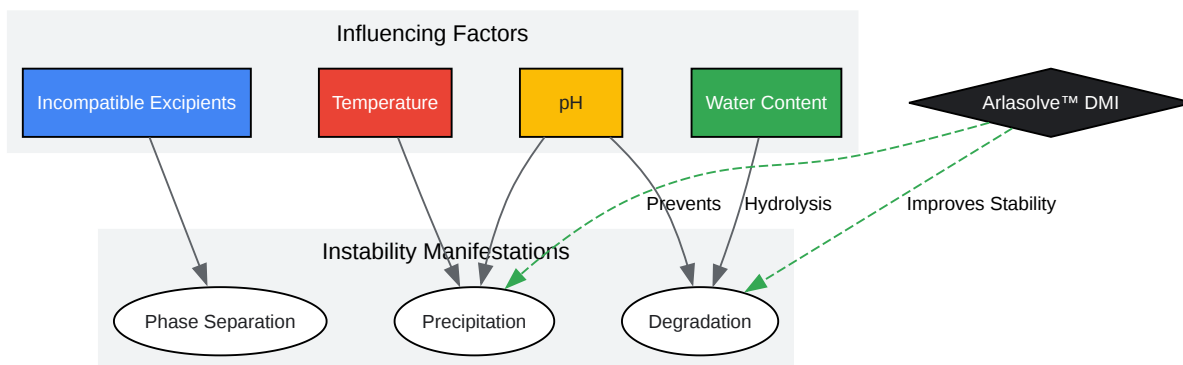 Influencing Factors
Incompatible Excipients
Temperature
pH
Water Content
Arlasolve™ DMI
Prevents
Hydrolysis
Improves Stability
Instability Manifestations
Phase Separation
Precipitation
Degradation